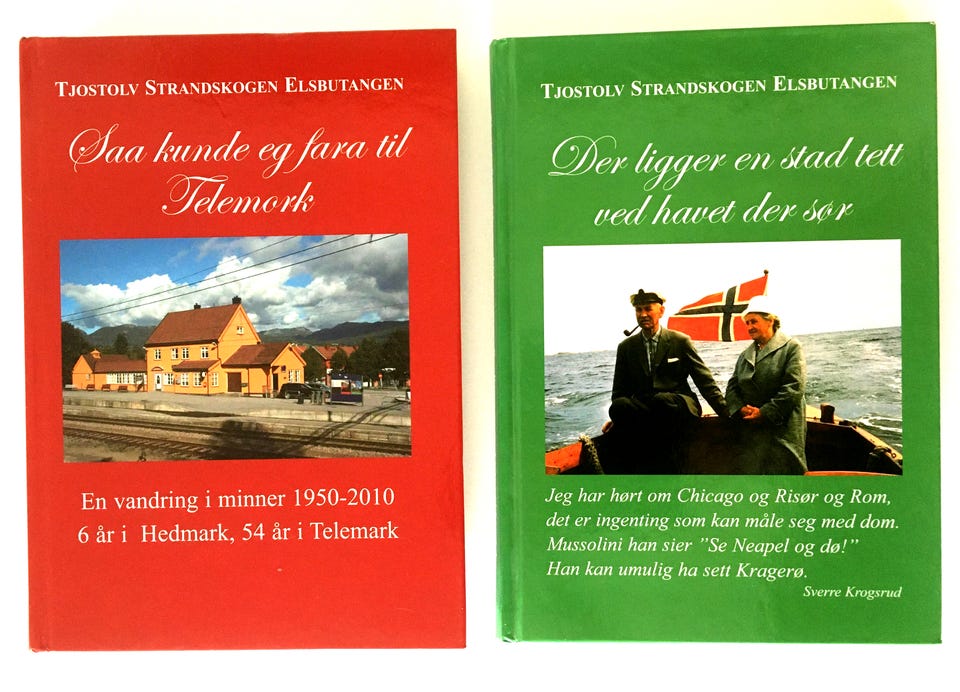 TJOSTOLV STRANDSKOGEN ELSBUTANGEN
Saa kunde eg fara til
Telemork
En vandring i minner 1950-2010
6 år i Hedmark, 54 år i Telemark
TJOSTOLV STRANDSKOGEN ELSBUTANGEN
Der ligger en stad tett
ved havet der sør
Jeg har hørt om Chicago og Risør og Rom,
det er ingenting som kan måle seg med dom.
Mussolini han sier ”Se Neapel og dø!”
Han kan umulig ha sett Kragerø.
Sverre Krogsrud